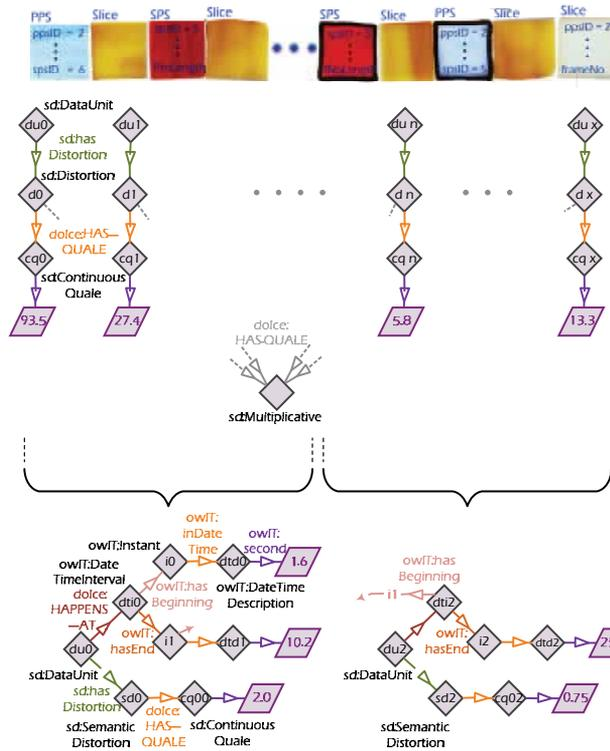 PPS Slice SPS Slice SPS Slice PPS Slice Slice
ppsID = 2 ppsID = 2 ppsID = 2
spsID = 6 spsID = 5 frameNo
sd:DataUnit
du0 du1 du n du x
sd:has
Distortion
sd:Distortion
d0 d1 d n d x
dolce:HAS—
QUALE
cq0 cq1 cq n cq x
sd:Continuous
Quale
93.5 27.4 5.8 13.3
dolce:
HAS-QUALE
sd:Multiplicative
owlT:
inDate
Time
owlT:
second
owlT:Instant i0 dtd0 1.6
owlT:Date
TimeInterval
owlT:DateTime
Description
owlT:has
Beginning
dolce:
HAPPENS
—AT
dti0
owlT:has
Beginning
i1 dti2
owlT:
hasEnd
i1 dtd1 10.2
owlT:
hasEnd
i2 dtd2
du0 du2
sd:DataUnit sd:DataUnit
sd:has
Distortion
sd0 cq00 2.0 sd2 cq02 0.75
sd:Semantic
Distortion
dolce:
HAS—
QUALE
sd:Continuous
Quale
sd:Semantic
Distortion